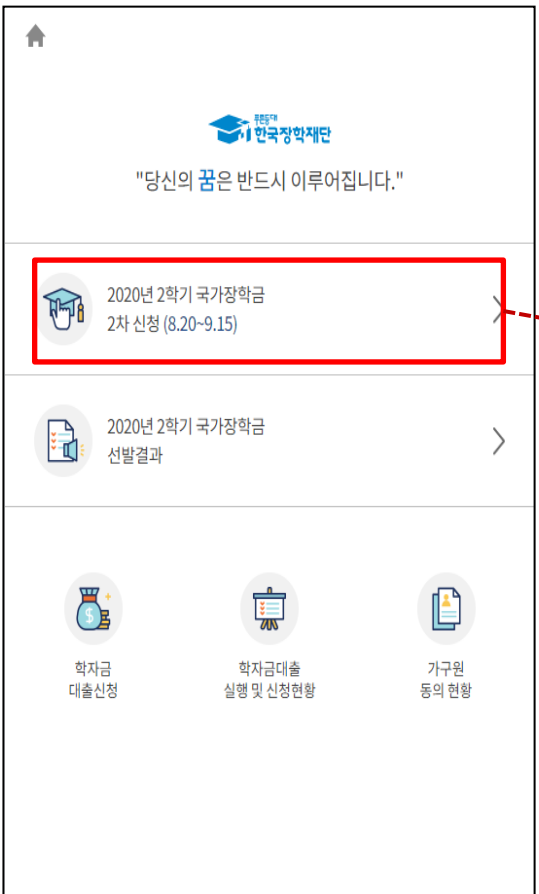 푸른등대
한국장학재단
"당신의 꿈은 반드시 이루어집니다."
2020년 2학기 국가장학금
2차 신청 (8.20~9.15)
2020년 2학기 국가장학금
선발결과
학자금
대출신청
학자금대출
실행 및 신청현황
가구원
동의 현황